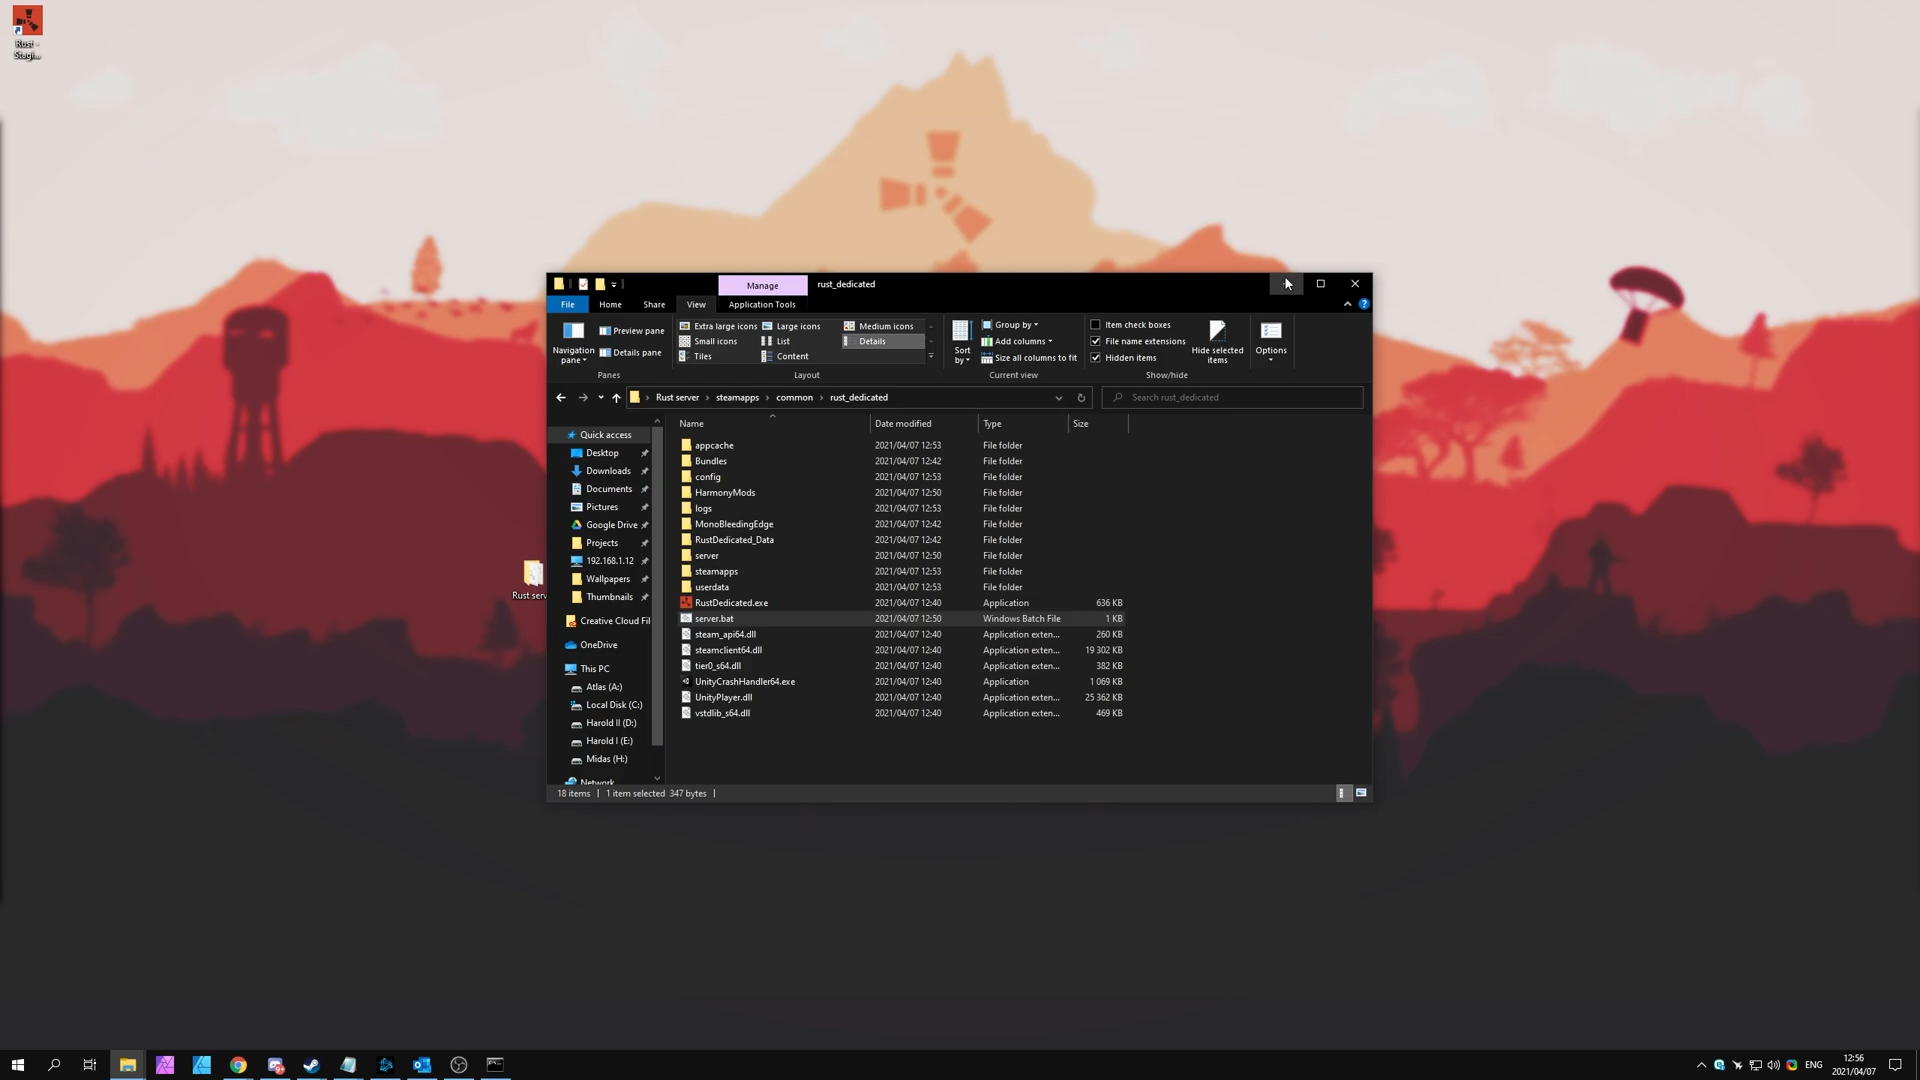 Rust -
Stagi...
Manage
rust_dedicated
File
Home
Share
View
Application Tools
Navigation
pane
Preview pane
Details pane
Panes
Extra large icons
Large icons
Medium icons
Small icons
List
Details
Tiles
Content
Layout
Sort
by
Group by
Add columns
Size all columns to fit
Current view
Item check boxes
File name extensions
Hidden items
Hide selected
items
Show/hide
Options
Rust server › steamapps › common › rust_dedicated
Search rust_dedicated
Name Date modified Type Size
Quick access
Desktop
Downloads
Documents
Pictures
Google Drive
Projects
192.168.1.12
Wallpapers
Thumbnails
Creative Cloud Fil
OneDrive
This PC
Atlas (A:)
Local Disk (C:)
Harold II (D:)
Harold I (E:)
Midas (H:)
Network
appcache 2021/04/07 12:53 File folder
Bundles 2021/04/07 12:42 File folder
config 2021/04/07 12:53 File folder
HarmonyMods 2021/04/07 12:50 File folder
logs 2021/04/07 12:53 File folder
MonoBleedingEdge 2021/04/07 12:42 File folder
RustDedicated_Data 2021/04/07 12:42 File folder
server 2021/04/07 12:50 File folder
steamapps 2021/04/07 12:53 File folder
userdata 2021/04/07 12:53 File folder
RustDedicated.exe 2021/04/07 12:40 Application 636 KB
server.bat 2021/04/07 12:50 Windows Batch File 1 KB
steam_api64.dll 2021/04/07 12:40 Application exten... 260 KB
steamclient64.dll 2021/04/07 12:40 Application exten... 19 302 KB
tier0_s64.dll 2021/04/07 12:40 Application exten... 382 KB
UnityCrashHandler64.exe 2021/04/07 12:40 Application 1 069 KB
UnityPlayer.dll 2021/04/07 12:40 Application exten... 25 362 KB
vstdlib_s64.dll 2021/04/07 12:40 Application exten... 469 KB
Rust serv
18 items
1 item selected 347 bytes
ENG
12:56
2021/04/07